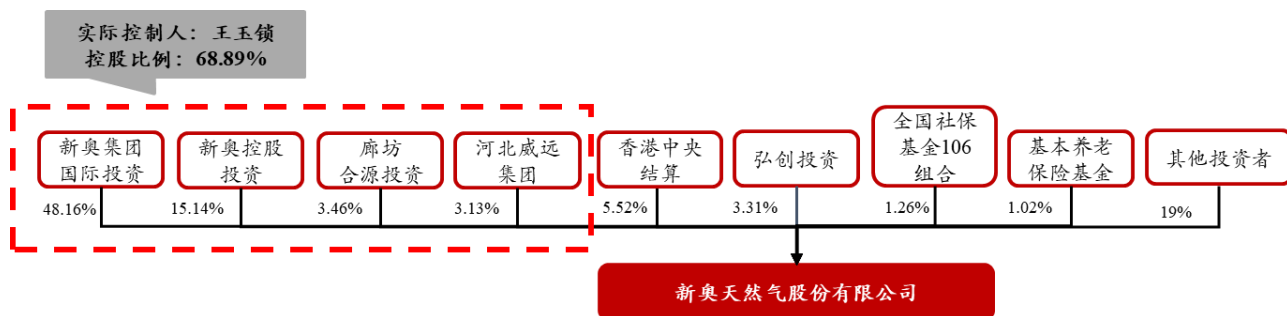 实际控制人：王玉锁
控股比例：68.89%
新奥集团
国际投资
新奥控股
投资
廊坊
合源投资
河北威远
集团
香港中央
结算
弘创投资
全国社保
基金106
组合
基本养老
保险基金
其他投资者
48.16%
15.14%
3.46%
3.13%
5.52%
3.31%
1.26%
1.02%
19%
新奥天然气股份有限公司